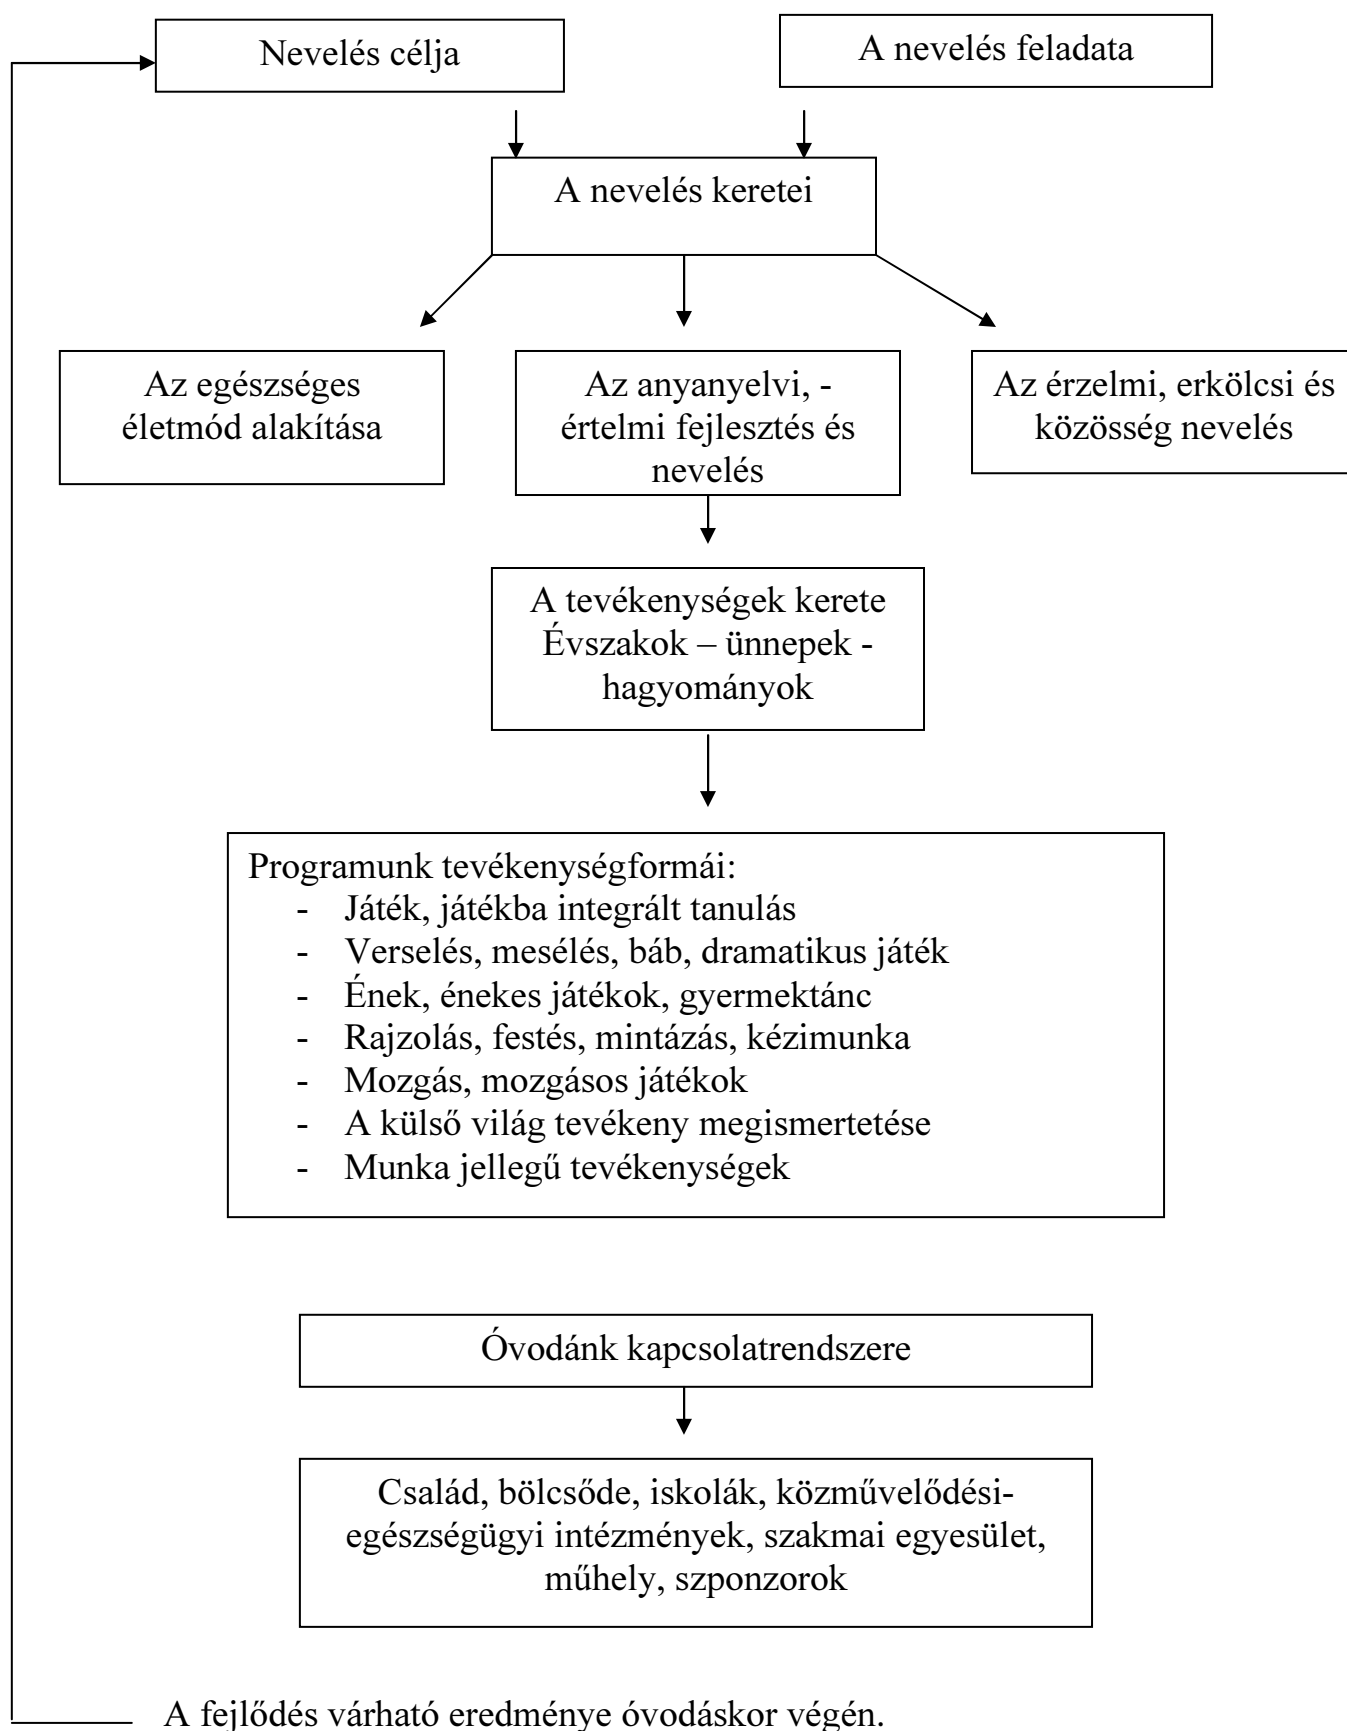 Nevelés célja
A nevelés feladata
A nevelés keretei
Az egészséges
életmód alakítása
Az anyanyelvi, -
értelmi fejlesztés és
nevelés
Az érzelmi, erkölcsi és
közösség nevelés
A tevékenységek kerete
Évszakok – ünnepek -
hagyományok
Programunk tevékenységformái:
- Játék, játékba integrált tanulás
- Verselés, mesélés, báb, dramatikus játék
- Ének, énekes játékok, gyermektánc
- Rajzolás, festés, mintázás, kézimunka
- Mozgás, mozgásos játékok
- A külső világ tevékeny megismertetése
- Munka jellegű tevékenységek
Óvodánk kapcsolatrendszere
Család, bölcsőde, iskolák, közművelődési-
egészségügyi intézmények, szakmai egyesület,
műhely, szponzorok
A fejlődés várható eredménye óvodáskor végén.